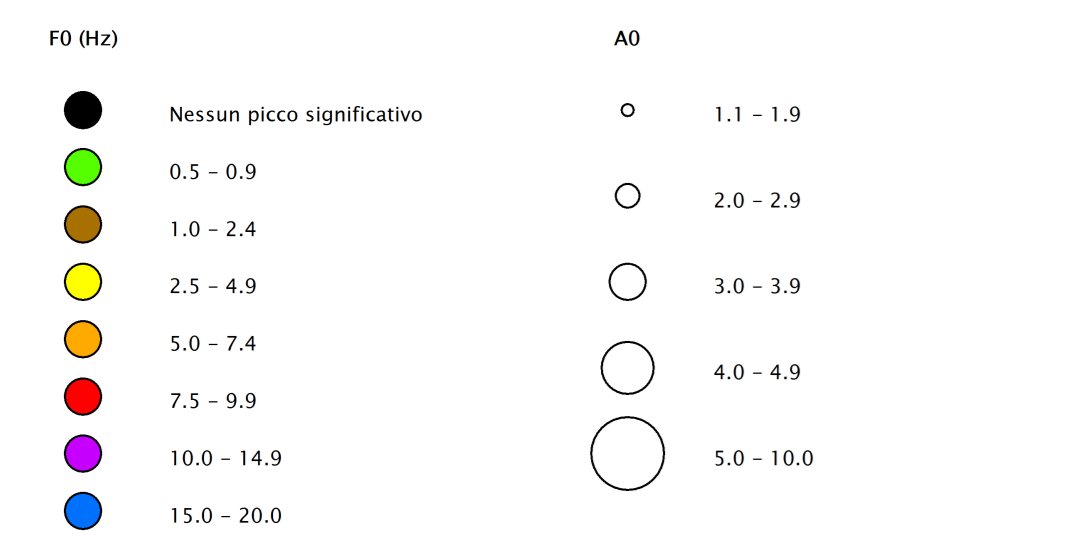 F0 (Hz)
A0
Nessun picco significativo
1.1 – 1.9
0.5 – 0.9
2.0 – 2.9
1.0 – 2.4
2.5 – 4.9
3.0 – 3.9
5.0 – 7.4
4.0 – 4.9
7.5 – 9.9
10.0 – 14.9
5.0 – 10.0
15.0 – 20.0